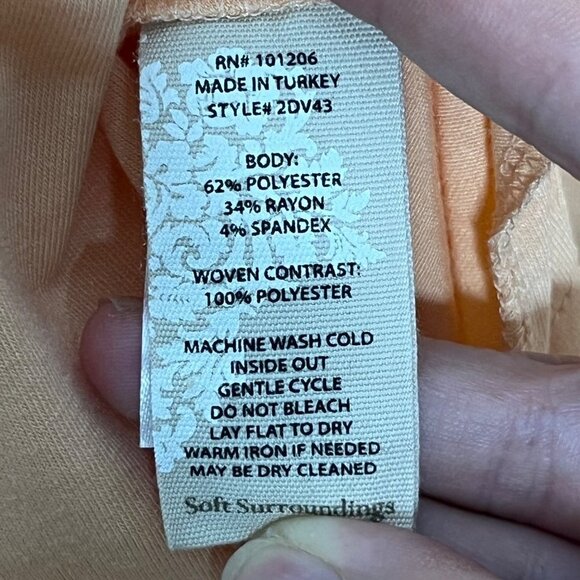 RN# 101206
MADE IN TURKEY
STYLE# 2DV43
BODY:
62% POLYESTER
34% RAYON
4% SPANDEX
WOVEN CONTRAST:
100% POLYESTER
MACHINE WASH COLD
INSIDE OUT
GENTLE CYCLE
DO NOT BLEACH
LAY FLAT TO DRY
WARM IRON IF NEEDED
MAY BE DRY CLEANED
Soft Surroundings